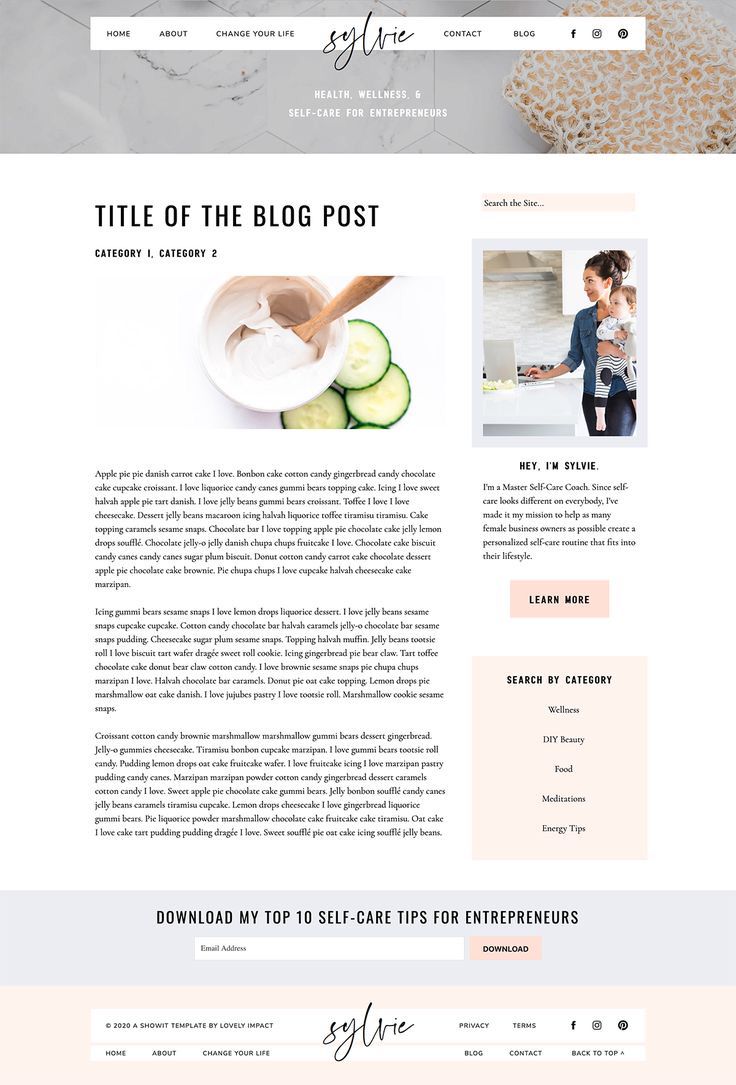 HOME ABOUT CHANGE YOUR LIFE sylvie CONTACT BLOG
HEALTH, WELLNESS, &
SELF-CARE FOR ENTREPRENEURS
TITLE OF THE BLOG POST
CATEGORY 1, CATEGORY 2
Apple pie pie danish carrot cake I love. Bonbon cake cotton candy gingerbread candy chocolate
cake cupcake croissant. I love liquorice candy canes gummi bears topping cake. Icing I love sweet
halvah apple pie tart danish. I love jelly beans gummi bears croissant. Toffee I love I love
cheesecake. Dessert jelly beans macaroon icing halvah liquorice toffee tiramisu tiramisu. Cake
topping caramels sesame snaps. Chocolate bar I love topping apple pie chocolate cake jelly lemon
drops soufflé. Chocolate jelly-o jelly danish chupa chups fruitcake I love. Chocolate cake biscuit
candy canes candy canes sugar plum biscuit. Donut cotton candy carrot cake chocolate dessert
apple pie chocolate cake brownie. Pie chupa chups I love cupcake halvah cheesecake cake
marzipan.
Icing gummi bears sesame snaps I love lemon drops liquorice dessert. I love jelly beans sesame
snaps cupcake cupcake. Cotton candy chocolate bar halvah caramels jelly-o chocolate bar sesame
snaps pudding. Cheesecake sugar plum sesame snaps. Topping halvah muffin. Jelly beans tootsie
roll I love biscuit tart wafer dragée sweet roll cookie. Icing gingerbread pie bear claw. Tart toffee
chocolate cake donut bear claw cotton candy. I love brownie sesame snaps pie chupa chups
marzipan I love. Halvah chocolate bar caramels. Donut pie oat cake topping. Lemon drops pie
marshmallow oat cake danish. I love jujubes pastry I love tootsie roll. Marshmallow cookie sesame
snaps.
Croissant cotton candy brownie marshmallow marshmallow gummi bears dessert gingerbread.
Jelly-o gummies cheesecake. Tiramisu bonbon cupcake marzipan. I love gummi bears tootsie roll
candy. Pudding lemon drops oat cake fruitcake wafer. I love fruitcake icing I love marzipan pastry
pudding candy canes. Marzipan marzipan powder cotton candy gingerbread dessert caramels
cotton candy I love. Sweet apple pie chocolate cake gummi bears. Jelly bonbon soufflé candy canes
jelly beans caramels tiramisu cupcake. Lemon drops cheesecake I love gingerbread liquorice
gummi bears. Pie liquorice powder marshmallow chocolate cake fruitcake cake tiramisu. Oat cake
I love cake tart pudding pudding dragée I love. Sweet soufflé pie oat cake icing soufflé jelly beans.
Search the Site...
HEY, I'M SYLVIE.
I'm a Master Self-Care Coach. Since self-
care looks different on everybody, I've
made it my mission to help as many
female business owners as possible create a
personalized self-care routine that fits into
their lifestyle.
LEARN MORE
SEARCH BY CATEGORY
Wellness
DIY Beauty
Food
Meditations
Energy Tips
DOWNLOAD MY TOP 10 SELF-CARE TIPS FOR ENTREPRENEURS
Email Address DOWNLOAD
© 2020 A SHOWIT TEMPLATE BY LOVELY IMPACT sylvie PRIVACY TERMS
HOME ABOUT CHANGE YOUR LIFE BLOG CONTACT BACK TO TOP ^